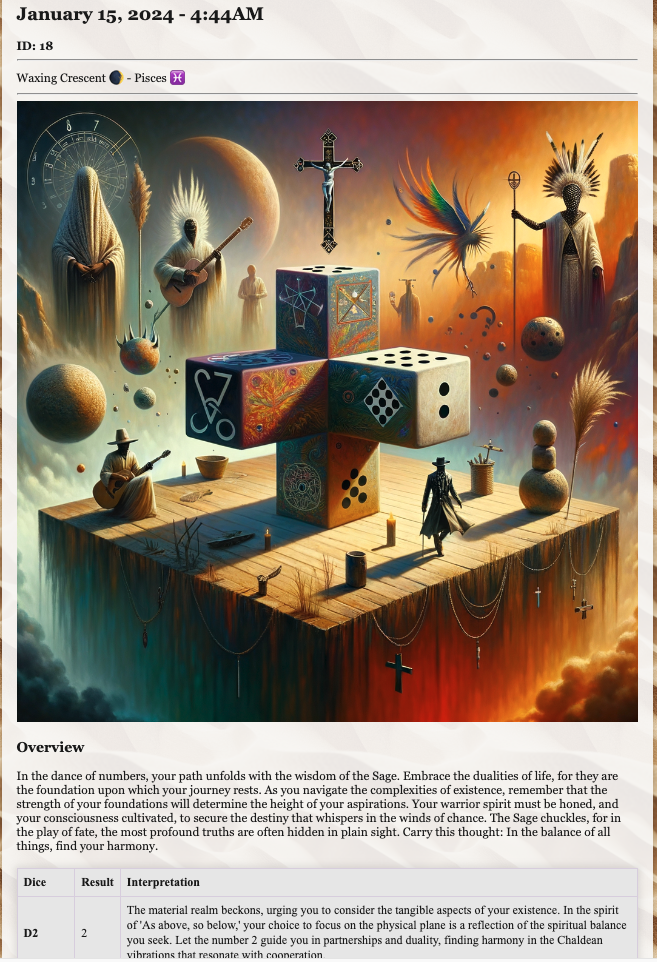 January 15, 2024 - 4:44AM
ID: 18
Waxing Crescent 🌒 - Pisces ♓
Overview
In the dance of numbers, your path unfolds with the wisdom of the Sage. Embrace the dualities of life, for they are
the foundation upon which your journey rests. As you navigate the complexities of existence, remember that the
strength of your foundations will determine the height of your aspirations. Your warrior spirit must be honed, and
your consciousness cultivated, to secure the destiny that whispers in the winds of chance. The Sage chuckles, for in
the play of fate, the most profound truths are often hidden in plain sight. Carry this thought: In the balance of all
things, find your harmony.
Dice Result Interpretation
D2 2 The material realm beckons, urging you to consider the tangible aspects of your existence. In the spirit
of 'As above, so below,' your choice to focus on the physical plane is a reflection of the spiritual balance
you seek. Let the number 2 guide you in partnerships and duality, finding harmony in the Chaldean
vibrations that resonate with cooperation.